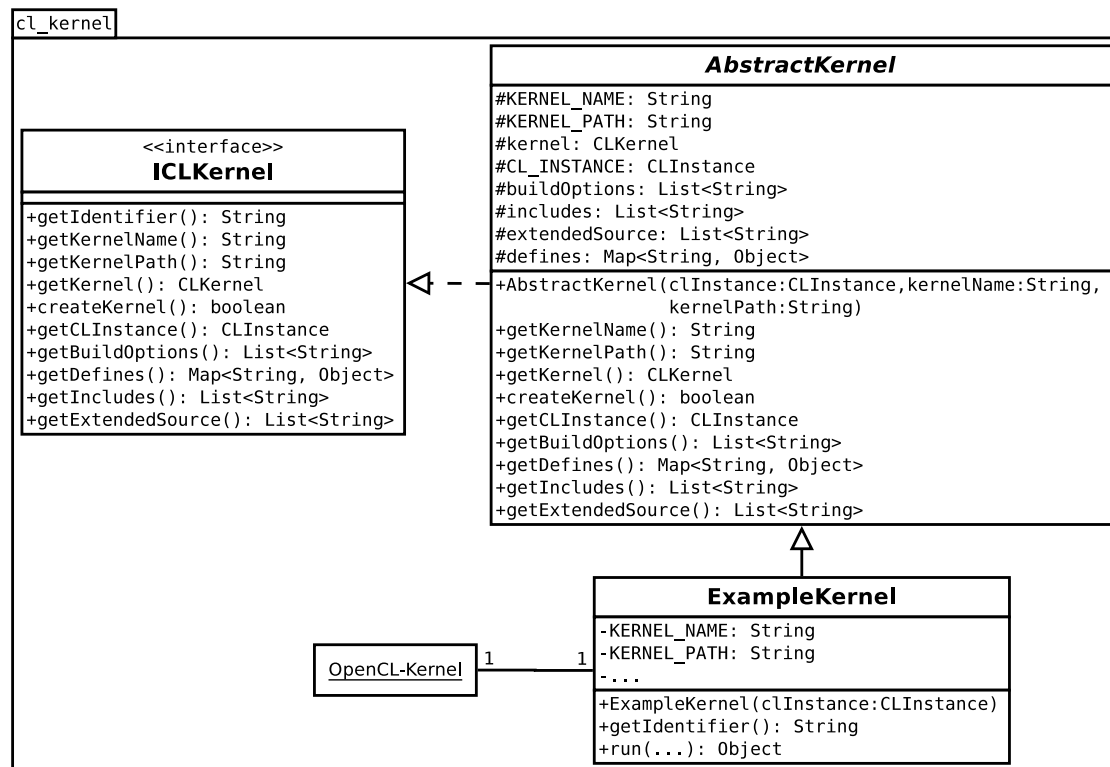 cl_kernel
<<interface>>
ICLKernel
+getIdentifier(): String
+getKernelName(): String
+getKernelPath(): String
+getKernel(): CLKernel
+createKernel(): boolean
+getCLInstance(): CLInstance
+getBuildOptions(): List<String>
+getDefines(): Map<String, Object>
+getIncludes(): List<String>
+getExtendedSource(): List<String>
AbstractKernel
#KERNEL_NAME: String
#KERNEL_PATH: String
#kernel: CLKernel
#CL_INSTANCE: CLInstance
#buildOptions: List<String>
#includes: List<String>
#extendedSource: List<String>
#defines: Map<String, Object>
+AbstractKernel(clInstance:CLInstance,kernelName:String,
kernelPath:String)
+getKernelName(): String
+getKernelPath(): String
+getKernel(): CLKernel
+createKernel(): boolean
+getCLInstance(): CLInstance
+getBuildOptions(): List<String>
+getDefines(): Map<String, Object>
+getIncludes(): List<String>
+getExtendedSource(): List<String>
OpenCL-Kernel
1
1
ExampleKernel
-KERNEL_NAME: String
-KERNEL_PATH: String
-...
+ExampleKernel(clInstance:CLInstance)
+getIdentifier(): String
+run(...): Object